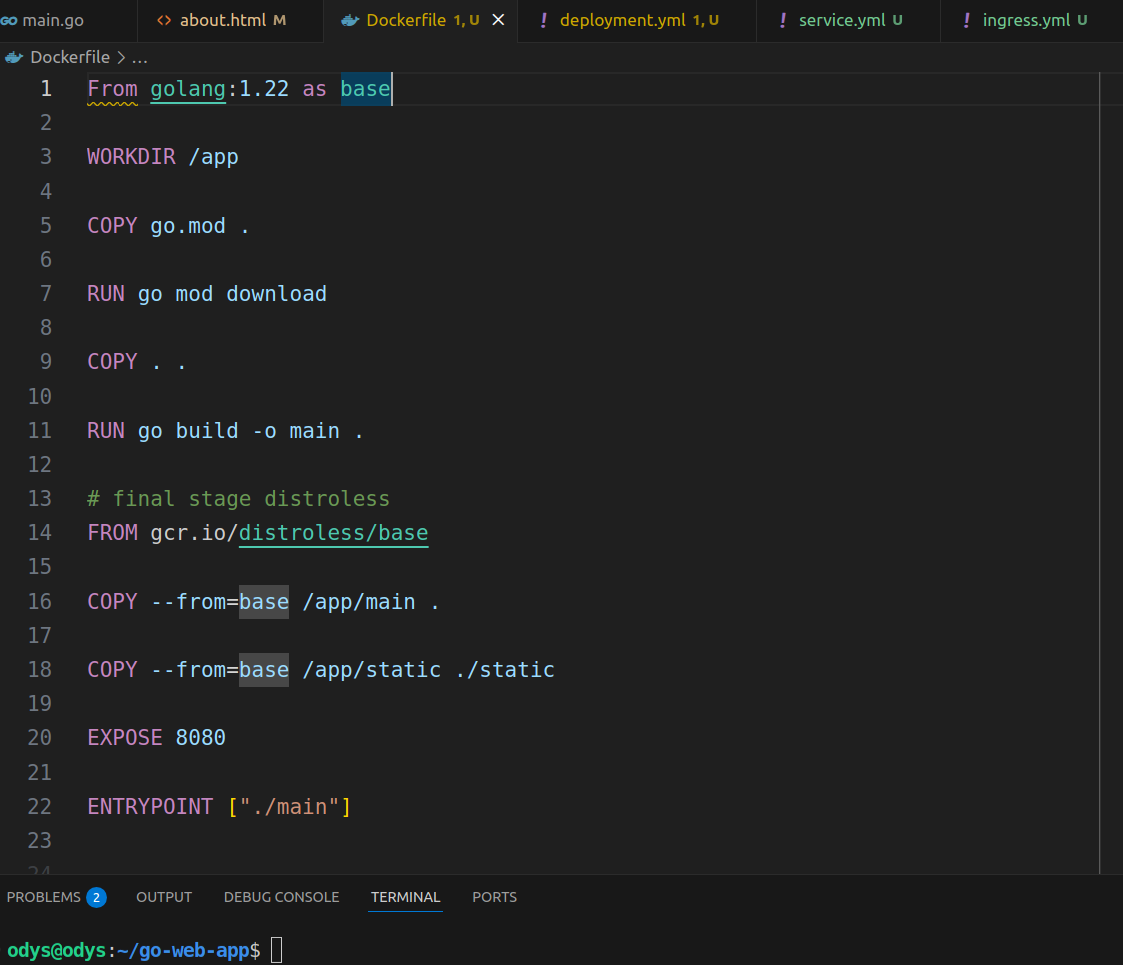 GO main.go <> about.html M Dockerfile 1, U × ! deployment.yml 1, U ! service.yml U ! ingress.yml U
Dockerfile > ...
1 From golang:1.22 as base
2
3 WORKDIR /app
4
5 COPY go.mod .
6
7 RUN go mod download
8
9 COPY . .
10
11 RUN go build -o main .
12
13 # final stage distroless
14 FROM gcr.io/distroless/base
15
16 COPY --from=base /app/main .
17
18 COPY --from=base /app/static ./static
19
20 EXPOSE 8080
21
22 ENTRYPOINT ["./main"]
23
24
PROBLEMS 2 OUTPUT DEBUG CONSOLE TERMINAL PORTS
odys@odys:~/go-web-app$